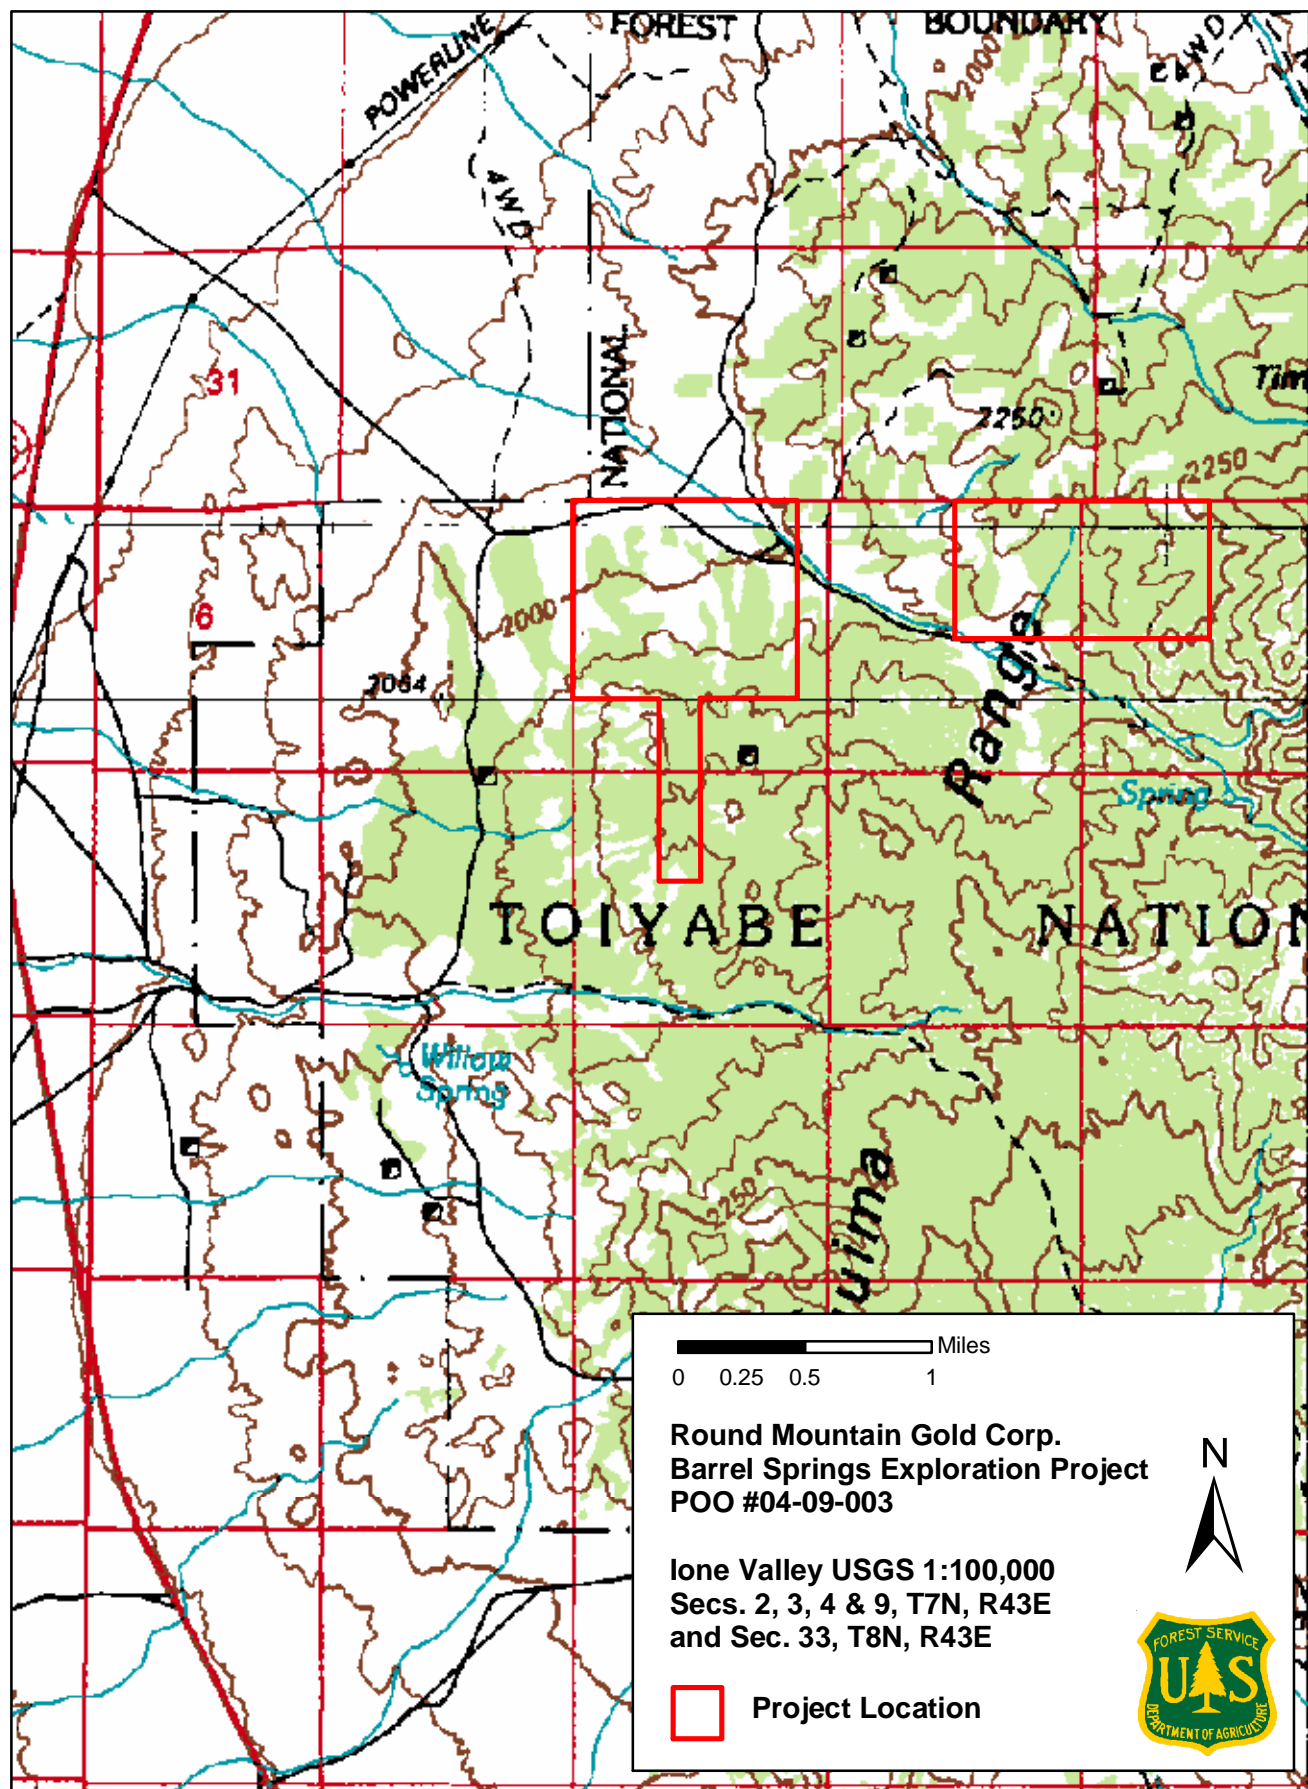 FOREST BOUNDARY
POWERLINE
4WD
2000
4WD
31
NATIONAL
2250
Tim
2250
6
2000
2064
Range
Spring
TOIYABE NATION
Willow
Spring
2250
uima
Miles
0 0.25 0.5 1
Round Mountain Gold Corp.
Barrel Springs Exploration Project
POO #04-09-003
N
Ione Valley USGS 1:100,000
Secs. 2, 3, 4 & 9, T7N, R43E
and Sec. 33, T8N, R43E
Project Location
FOREST SERVICE
U S
DEPARTMENT OF AGRICULTURE